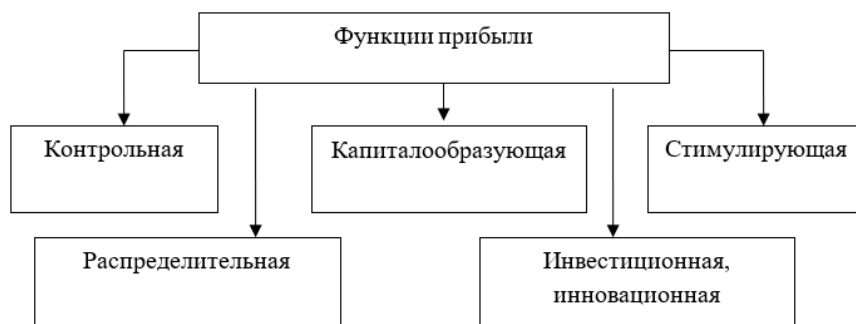 Функции прибыли
Контрольная
Капиталообразующая
Стимулирующая
Распределительная
Инвестиционная,
инновационная